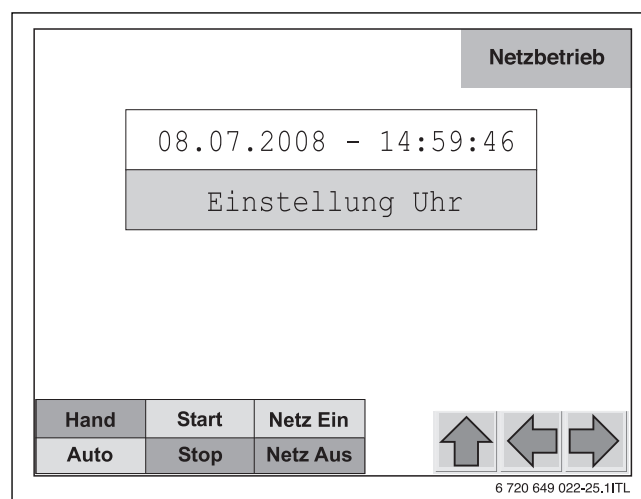 Netzbetrieb
08.07.2008 - 14:59:46
Einstellung Uhr
Hand Start Netz Ein
Auto Stop Netz Aus
6 720 649 022-25.1ITL